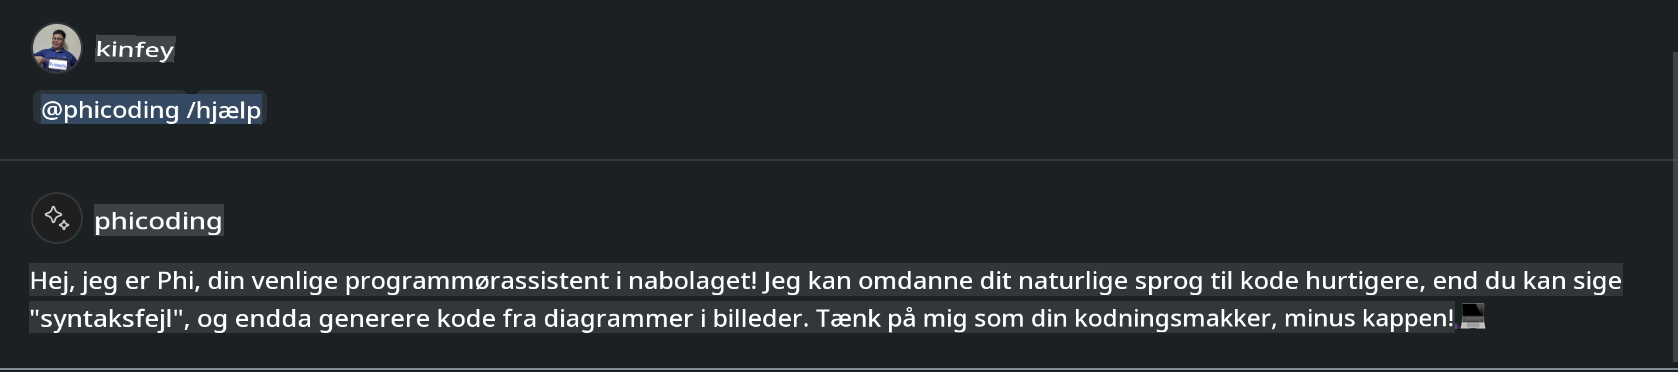 kinfey
@phicoding /hjælp
phicoding
Hej, jeg er Phi, din venlige programmørassistent i nabolaget! Jeg kan omdanne dit naturlige sprog til kode hurtigere, end du kan sige
"syntaksfejl", og endda generere kode fra diagrammer i billeder. Tænk på mig som din kodningsmakker, minus kappen!